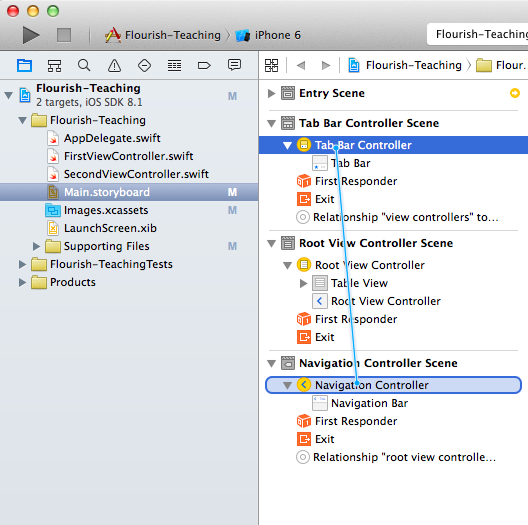 Flourish-Teaching
iPhone 6
Flourish-Teaching
Flourish-Teaching
2 targets, iOS SDK 8.1
M
Flourish-Teaching
AppDelegate.swift
FirstViewController.swift
SecondViewController.swift
Main.storyboard
M
Images.xcassets
M
LaunchScreen.xib
Supporting Files
M
Flourish-TeachingTests
Products
Flourish-Teaching
Flour...
Entry Scene
Tab Bar Controller Scene
Tab Bar Controller
Tab Bar
First Responder
Exit
Relationship "view controllers" to...
Root View Controller Scene
Root View Controller
Table View
Root View Controller
First Responder
Exit
Navigation Controller Scene
Navigation Controller
Navigation Bar
First Responder
Exit
Relationship "root view controlle...